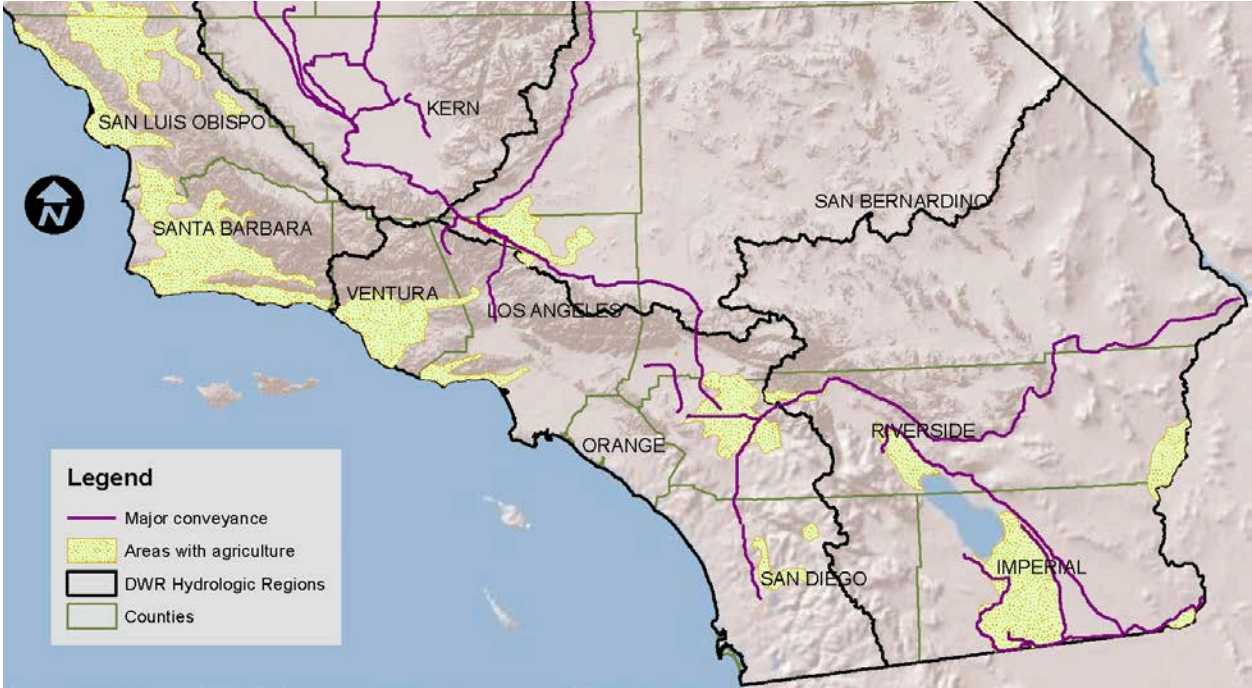 KERN
SAN LUIS OBISPO
SAN BERNARDINO
SANTA BARBARA
N
VENTURA
LOS ANGELES
RIVERSIDE
ORANGE
IMPERIAL
SAN DIEGO
Legend
Major conveyance
Areas with agriculture
DWR Hydrologic Regions
Counties